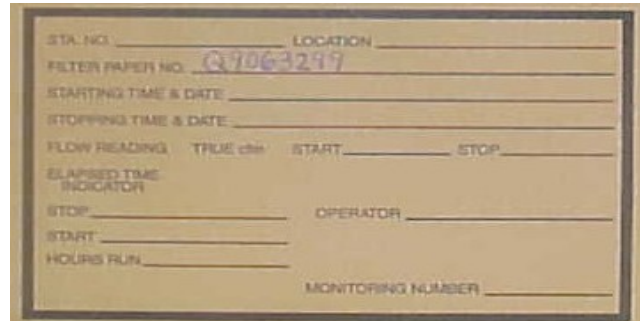 STA. NO. LOCATION
FILTER PAPER NO. Q9063299
STARTING TIME & DATE
STOPPING TIME & DATE
FLOW READING TRUE cfm START STOP
ELAPSED TIME
INDICATOR
STOP OPERATOR
START
HOURS RUN
MONITORING NUMBER